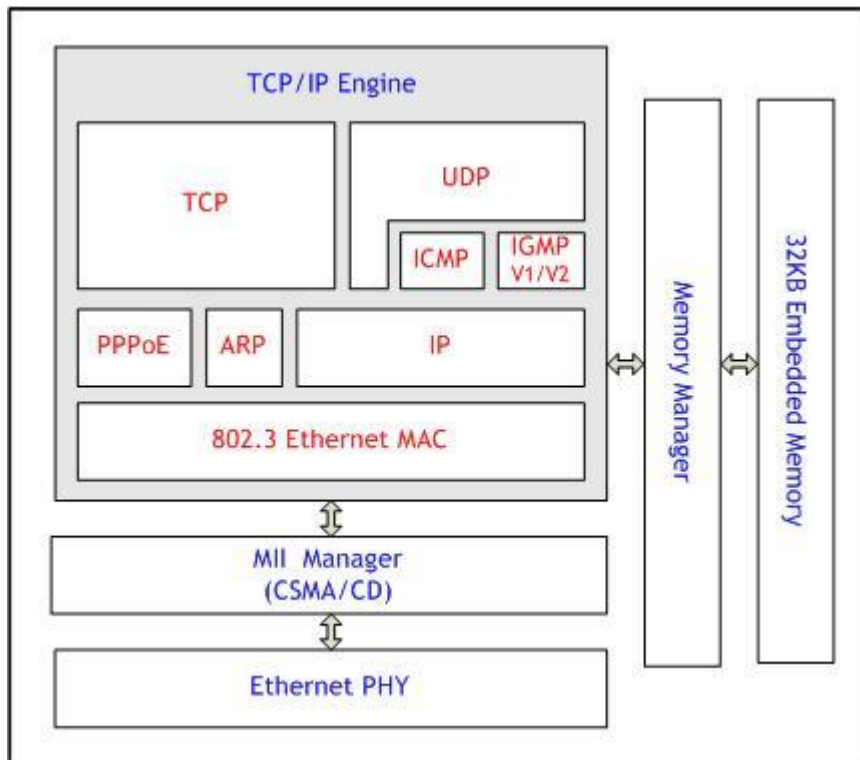 TCP/IP Engine
TCP
UDP
ICMP
IGMP
V1/V2
PPPoE
ARP
IP
802.3 Ethernet MAC
MII Manager
(CSMA/CD)
Ethernet PHY
Memory Manager
32KB Embedded Memory